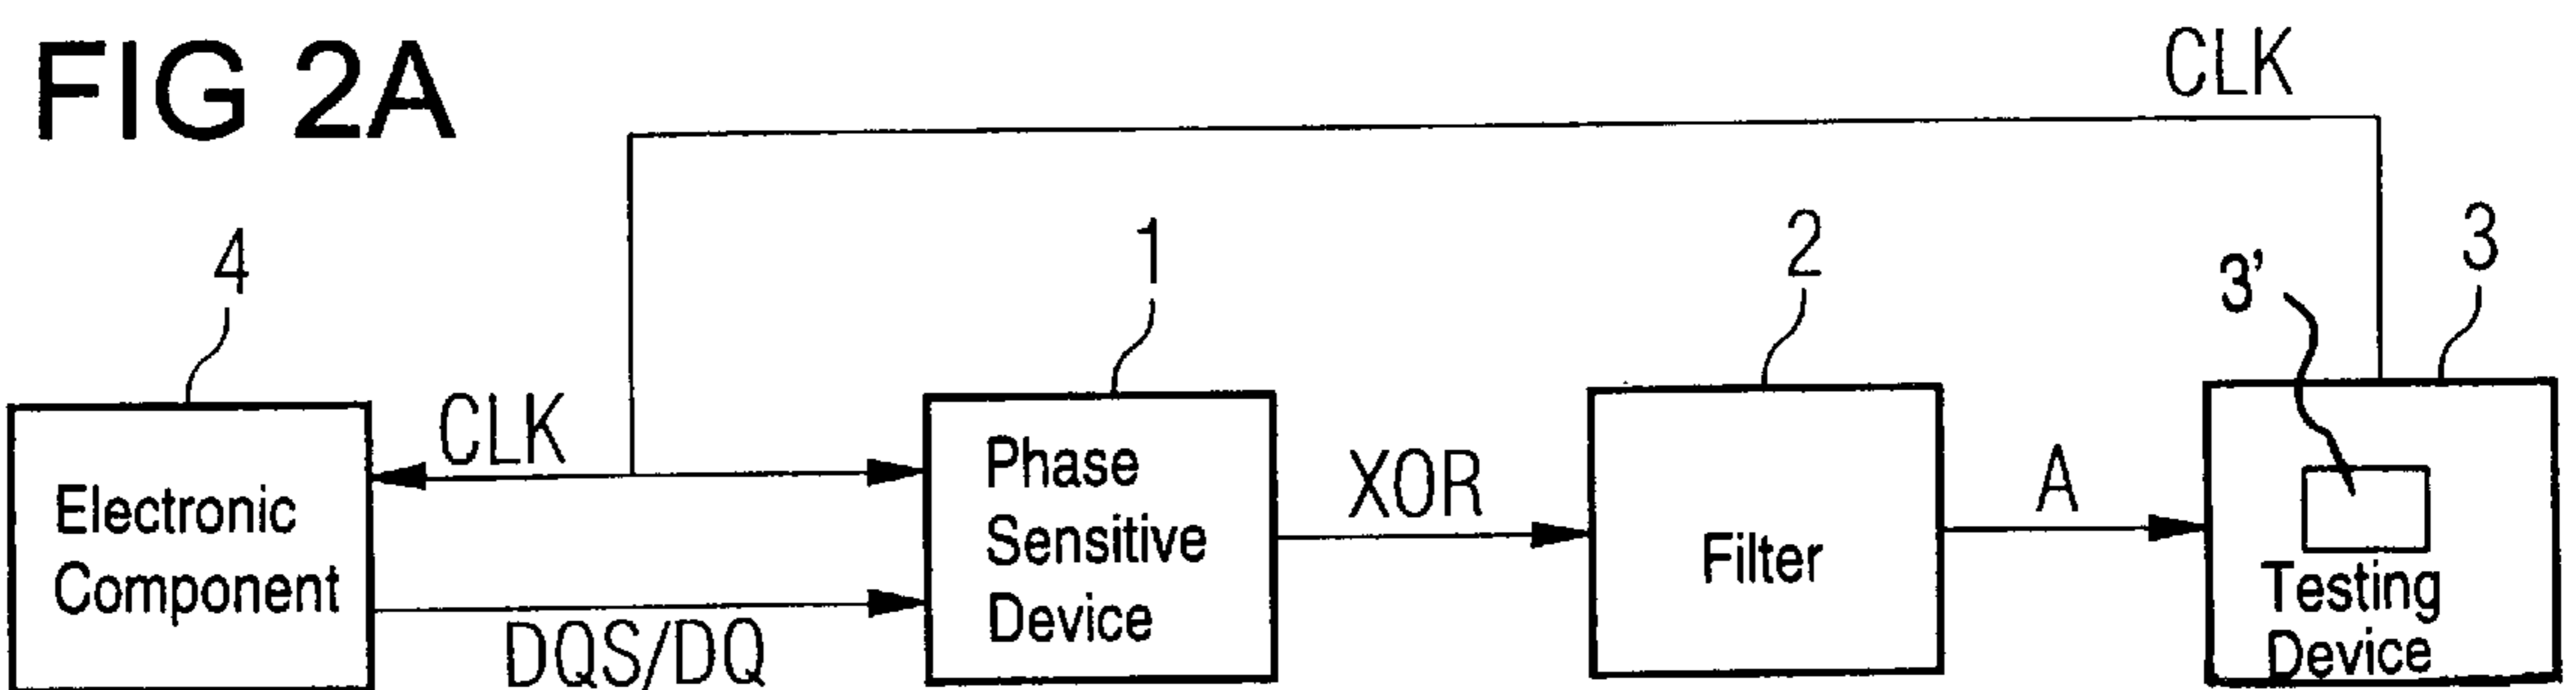 FIG 2A
CLK
4
1
2
3'
3
CLK
Electronic
Component
DQS/DQ
Phase
Sensitive
Device
XOR
Filter
A
Testing
Device